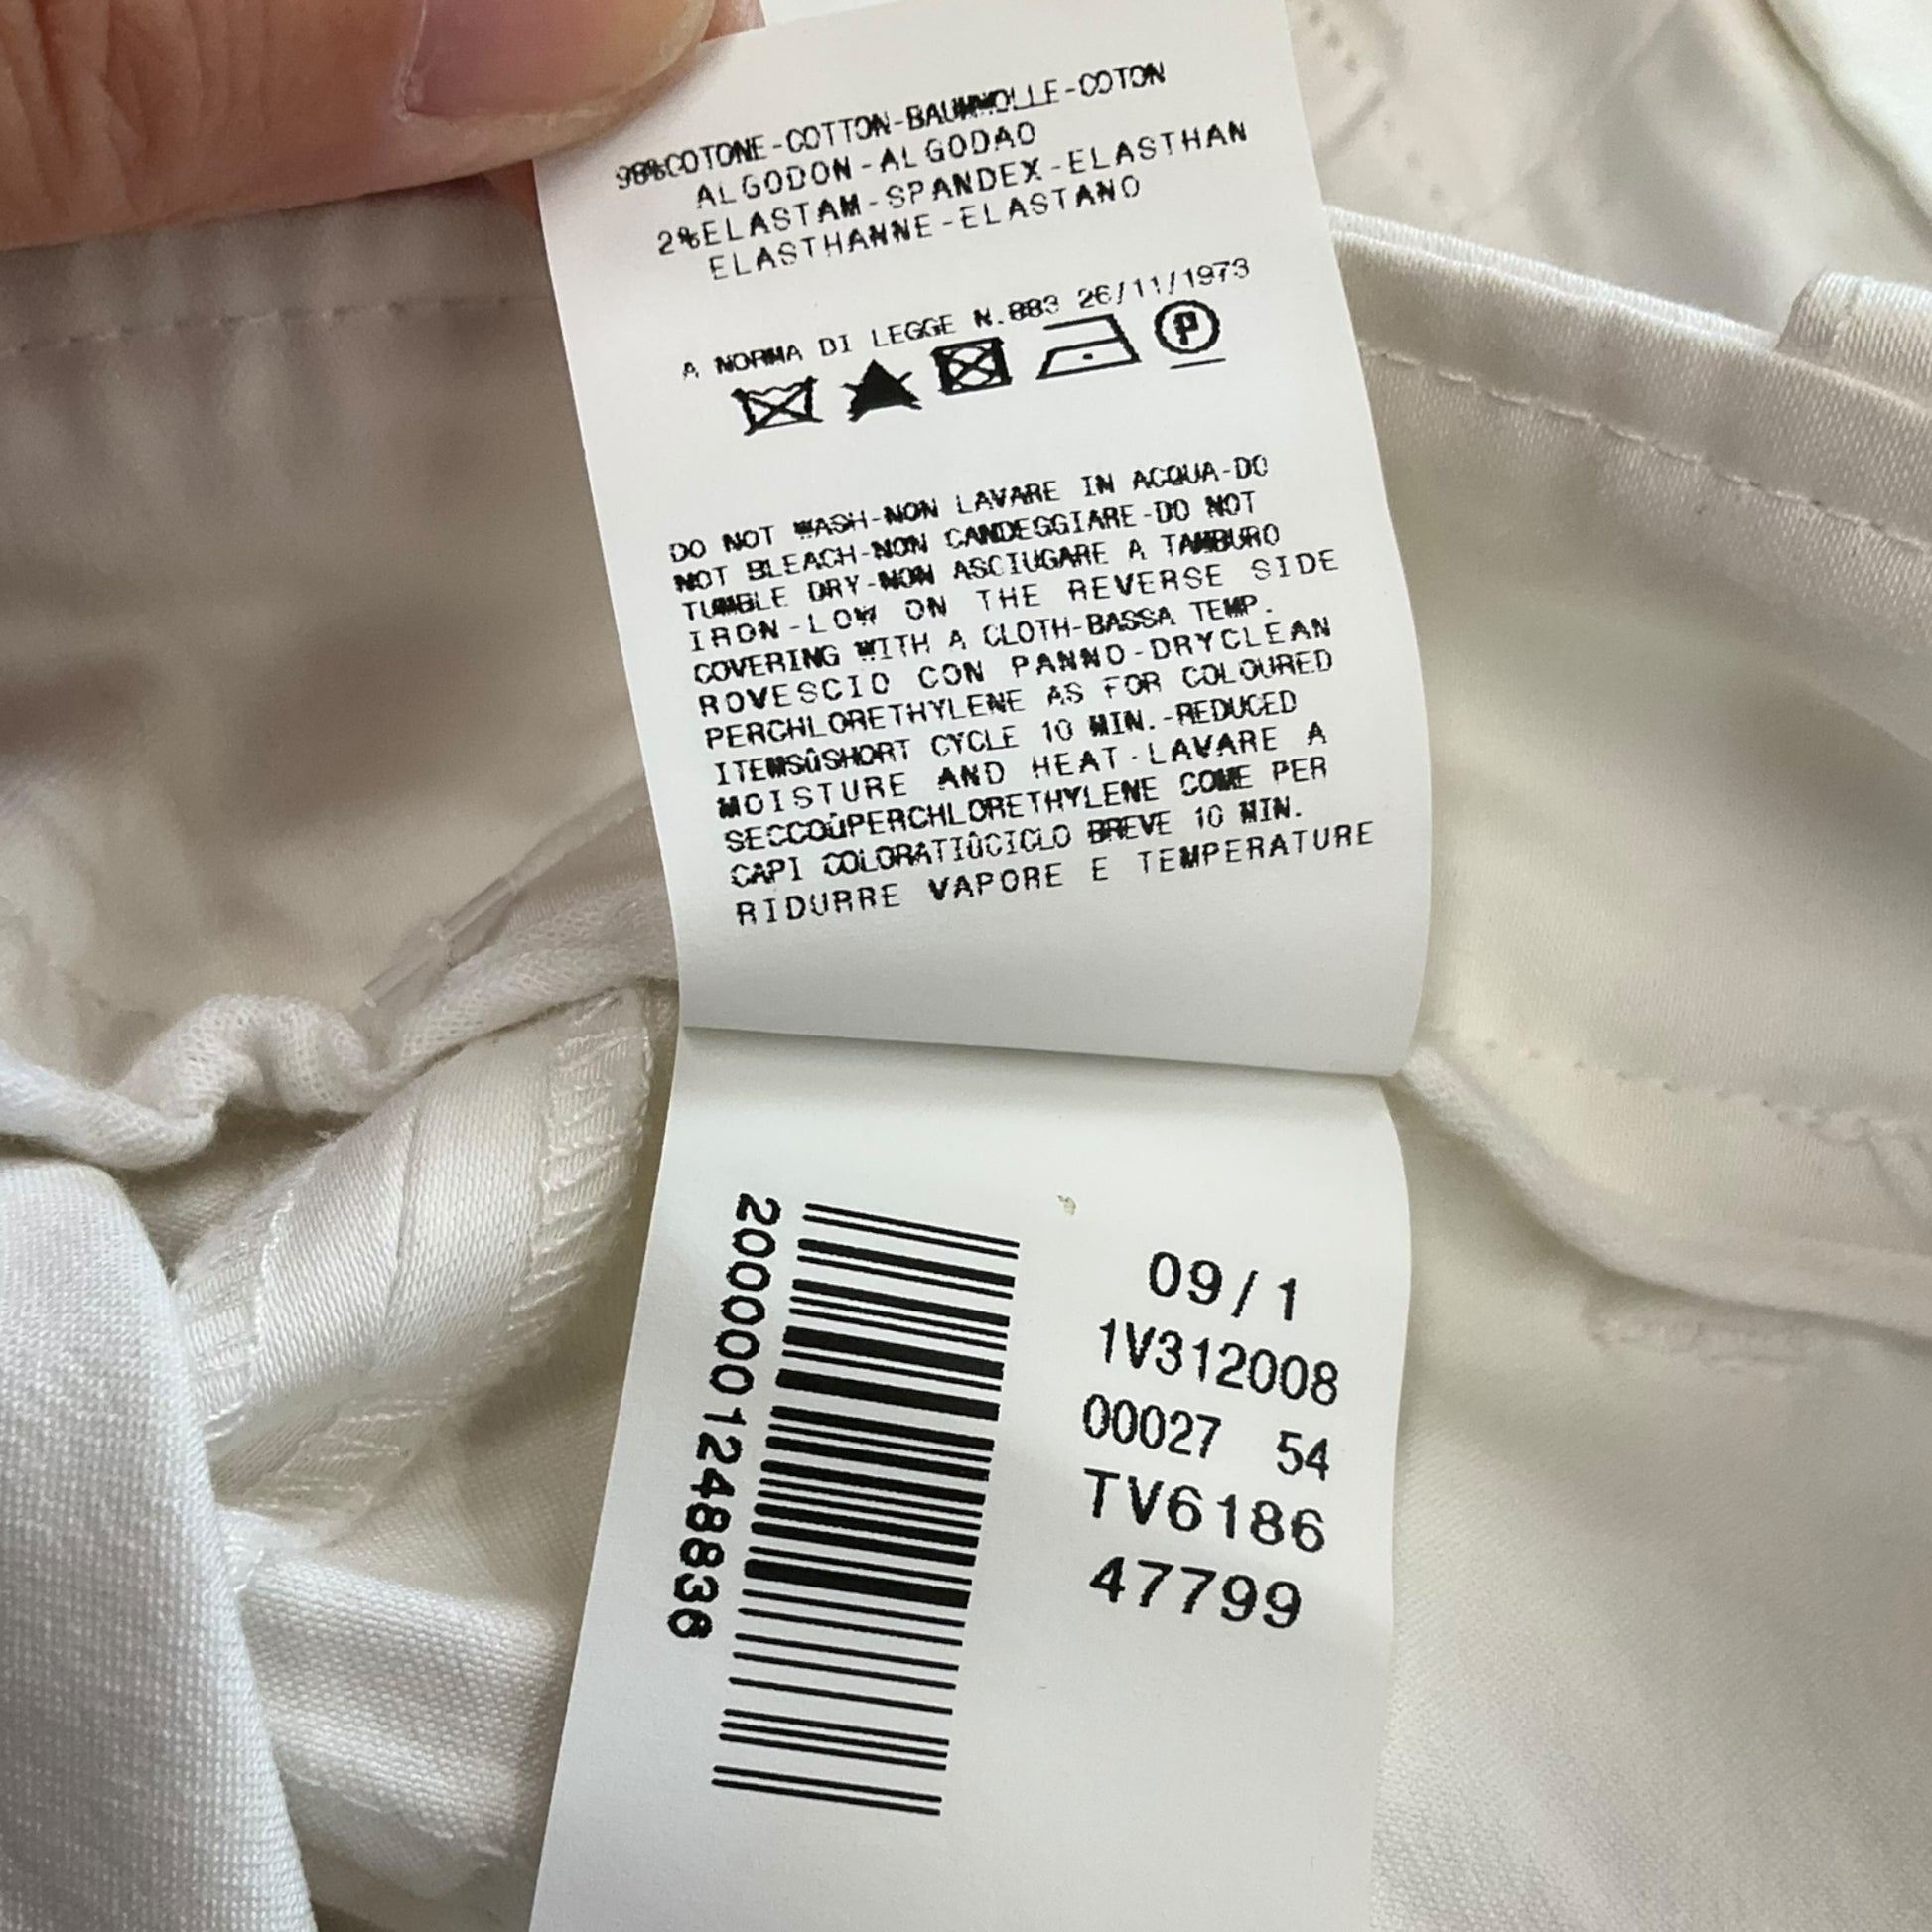 98%COTONE-COTTON-BAUMWOLLE-COTON
ALGODON-ALGODAO
2%ELASTAM-SPANDEX-ELASTHAN
ELASTHANNE-ELASTANO
A NORMA DI LEGGE N.883 26/11/1973
P
DO NOT WASH-NON LAVARE IN ACQUA-DO
NOT BLEACH-NON CANDEGGIARE-DO NOT
TUMBLE DRY-NON ASCIUGARE A TAMBURO
IRON-LOW ON THE REVERSE SIDE
COVERING WITH A CLOTH-BASSA TEMP.
ROVESCIO CON PANNO-DRYCLEAN
PERCHLORETHYLENE AS FOR COLOURED
ITEMSÛSHORT CYCLE 10 MIN.-REDUCED
MOISTURE AND HEAT-LAVARE A
SECCOÛPERCHLORETHYLENE COME PER
CAPI COLORATIÛCICLO BREVE 10 MIN.
RIDURRE VAPORE E TEMPERATURE
2000001248836
09/1
1V312008
00027 54
TV6186
47799